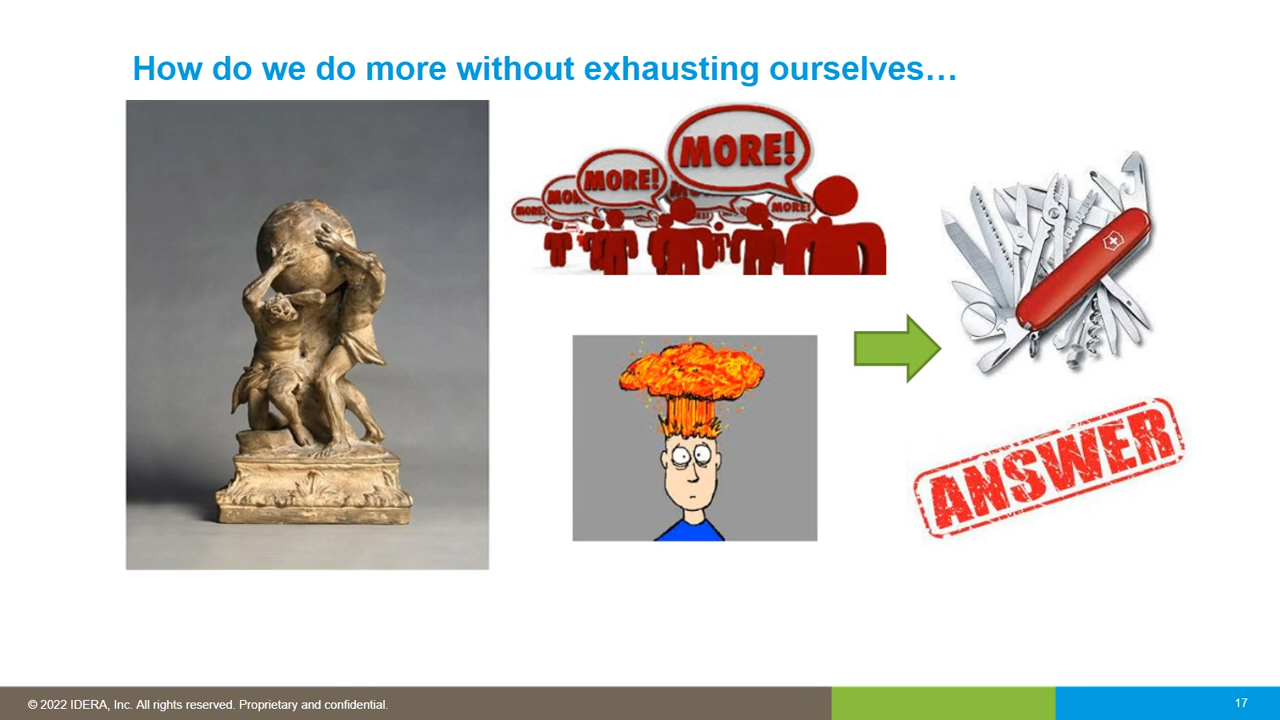 How do we do more without exhausting ourselves…
MORE!
MORE!
MORE!
ANSWER
© 2022 IDERA, Inc. All rights reserved. Proprietary and confidential.
17